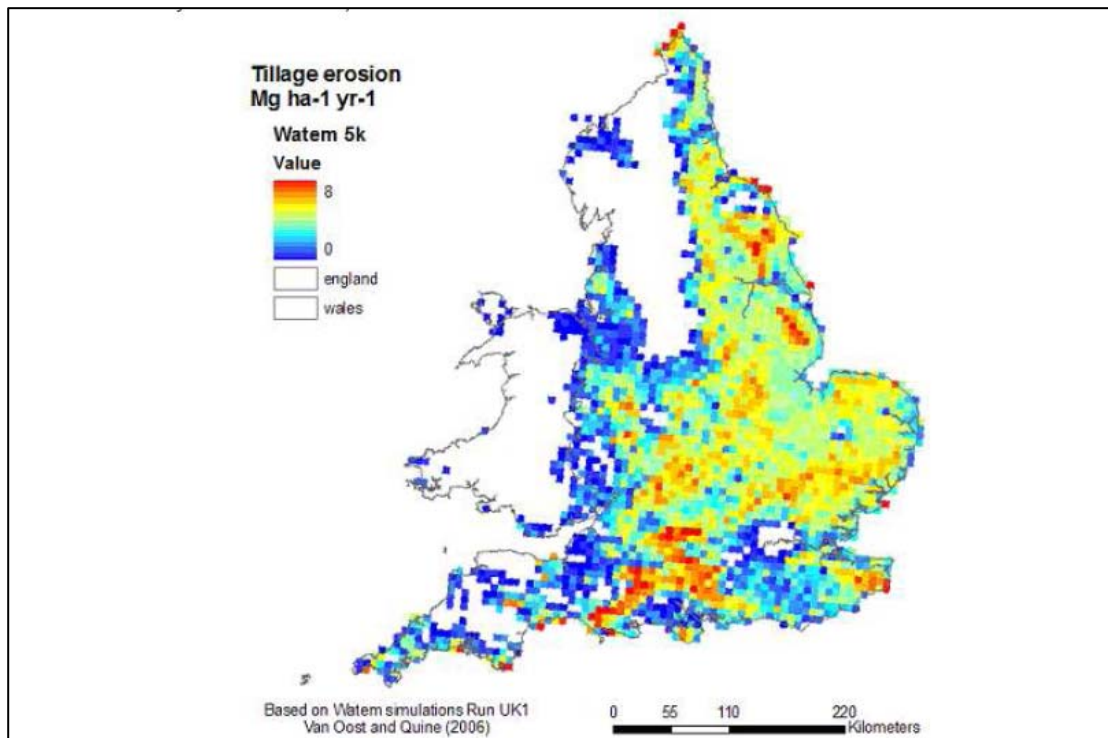 Tillage erosion
Mg ha-1 yr-1
Watem 5k
Value
8
0
england
wales
Based on Watem simulations Run UK1
Van Oost and Quine (2006)
0 55 110 220
Kilometers